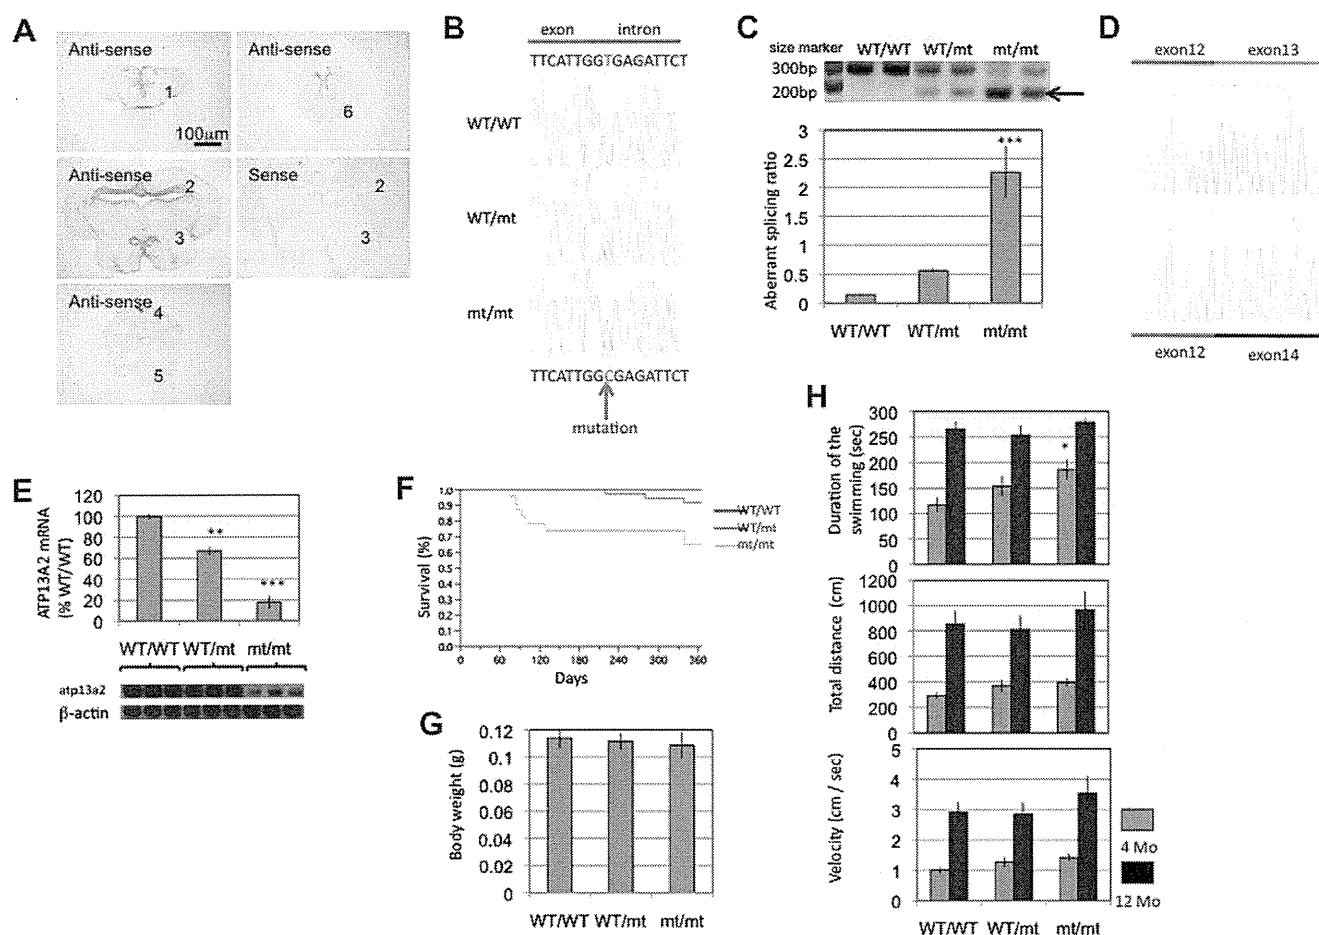 A
Anti-sense
1
100µm
Anti-sense
6
Anti-sense
2
3
Sense
2
3
Anti-sense
4
5
B
exon intron
TTCATTGGTGAGATTCT
WT/WT
WT/mt
mt/mt
TTCATTGGCGAGATTCT
mutation
C
size marker WT/WT WT/mt mt/mt
300bp
200bp
Aberrant splicing ratio
3
***
2.5
2
1.5
1
0.5
0
WT/WT WT/mt mt/mt
D
exon12 exon13
exon12 exon14
E
ATP13A2 mRNA
(% WT/WT)
120
100
80
60
40
20
0
**
***
WT/WT WT/mt mt/mt
atp13a2
β-actin
F
Survival (%)
1.0
0.9
0.8
0.7
0.6
0.5
0.4
0.3
0.2
0.1
0.0
0 60 120 180 240 300 360
Days
WT/WT
WT/mt
mt/mt
G
Body weight (g)
0.12
0.1
0.08
0.06
0.04
0.02
0
WT/WT WT/mt mt/mt
H
Duration of the
swimming (sec)
300
250
200
150
100
50
0
*
Total distance (cm)
1200
1000
800
600
400
200
0
Velocity (cm / sec)
5
4
3
2
1
0
WT/WT WT/mt mt/mt
4 Mo
12 Mo